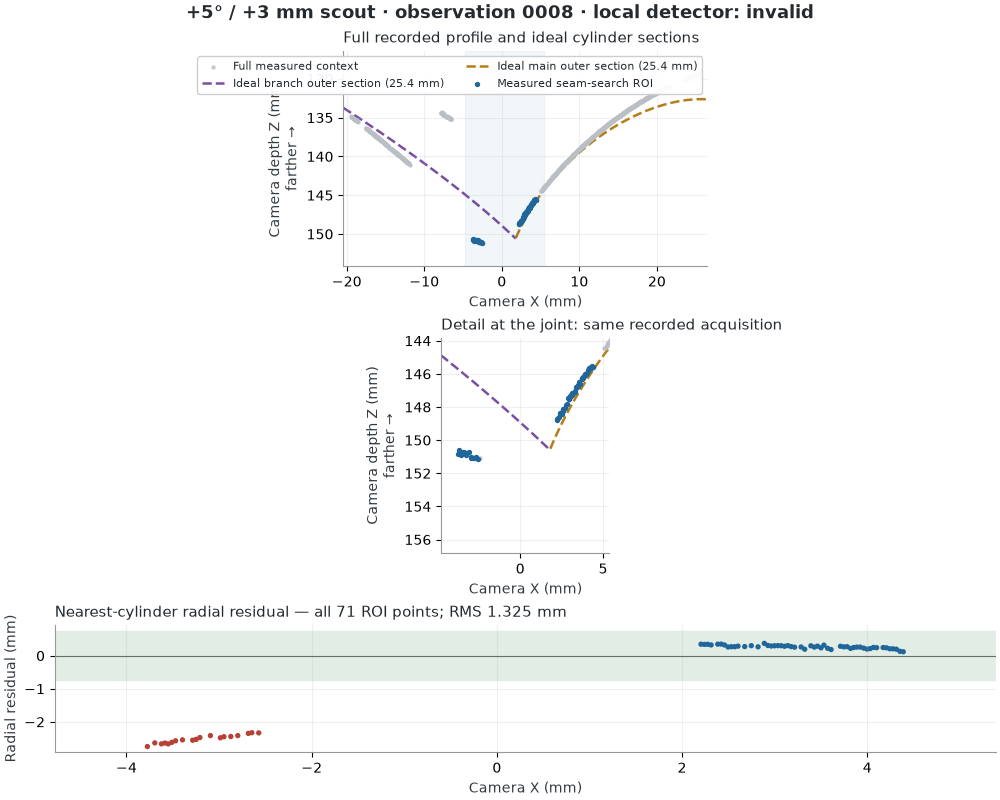 +5° / +3 mm scout · observation 0008 · local detector: invalid
Full recorded profile and ideal cylinder sections
Full measured context
Ideal branch outer section (25.4 mm)
Ideal main outer section (25.4 mm)
Measured seam-search ROI
Camera depth Z (mm)
farther →
135
140
145
150
−20
−10
0
10
20
Camera X (mm)
Detail at the joint: same recorded acquisition
Camera depth Z (mm)
farther →
144
146
148
150
152
154
156
0
5
Camera X (mm)
Nearest-cylinder radial residual — all 71 ROI points; RMS 1.325 mm
Radial residual (mm)
0
−1
−2
−4
−2
0
2
4
Camera X (mm)